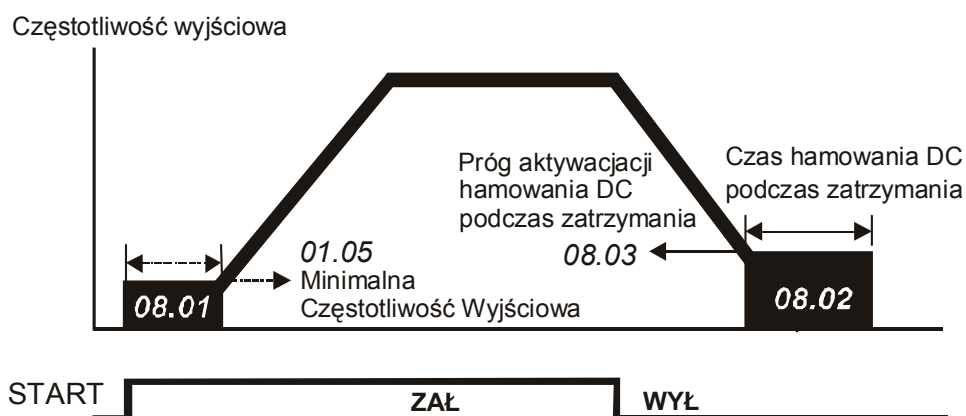 Częstotliwość wyjściowa
Próg aktywacjacji
hamowania DC
podczas zatrzymania
08.03
Czas hamowania DC
podczas zatrzymania
01.05
Minimalna
Częstotliwość Wyjściowa
08.01
08.02
START
ZAŁ
WYŁ